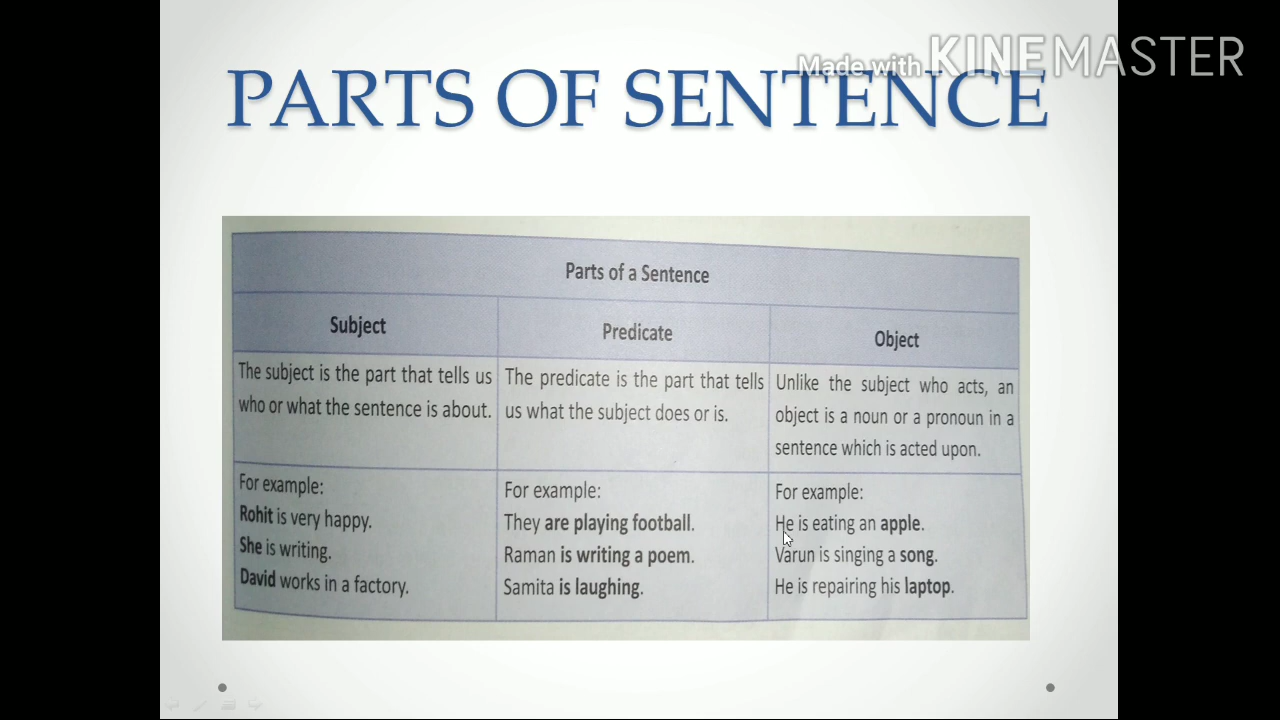 Made with KINEMASTER
PARTS OF SENTENCE
Parts of a Sentence
Subject
Predicate
Object
The subject is the part that tells us
who or what the sentence is about.
The predicate is the part that tells
us what the subject does or is.
Unlike the subject who acts, an
object is a noun or a pronoun in a
sentence which is acted upon.
For example:
Rohit is very happy.
She is writing.
David works in a factory.
For example:
They are playing football.
Raman is writing a poem.
Samita is laughing.
For example:
He is eating an apple.
Varun is singing a song.
He is repairing his laptop.